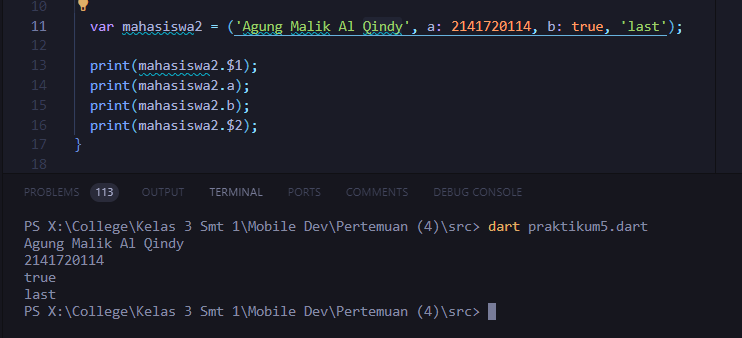 10
11 var mahasiswa2 = ('Agung Malik Al Qindy', a: 2141720114, b: true, 'last');
12
13 print(mahasiswa2.$1);
14 print(mahasiswa2.a);
15 print(mahasiswa2.b);
16 print(mahasiswa2.$2);
17 }
18
PROBLEMS 113 OUTPUT TERMINAL PORTS COMMENTS DEBUG CONSOLE
PS X:\College\Kelas 3 Smt 1\Mobile Dev\Pertemuan (4)\src> dart praktikum5.dart
Agung Malik Al Qindy
2141720114
true
last
PS X:\College\Kelas 3 Smt 1\Mobile Dev\Pertemuan (4)\src>